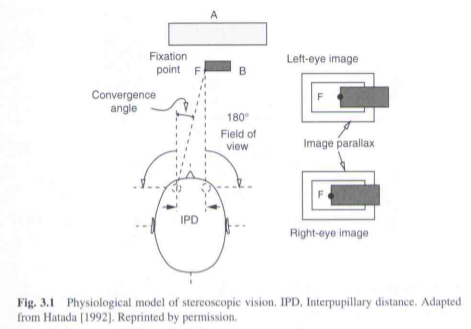 A
Fixation
point
F
B
Convergence
angle
180°
Field of
view
IPD
Left-eye image
F
Image parallax
F
Right-eye image
Fig. 3.1 Physiological model of stereoscopic vision. IPD, Interpupillary distance. Adapted
from Hatada [1992]. Reprinted by permission.